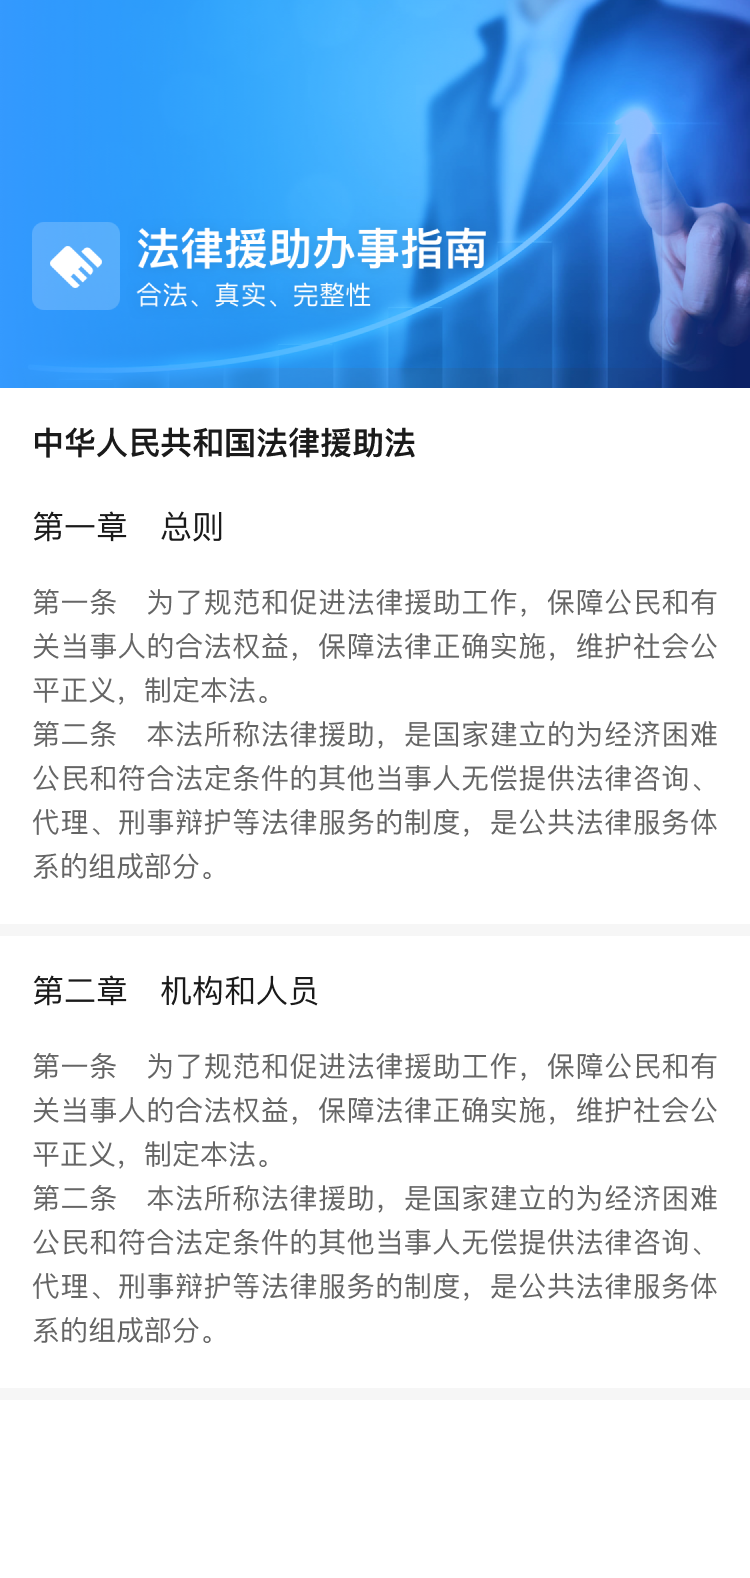 法律援助办事指南
合法、真实、完整性
中华人民共和国法律援助法
第一章　总则
第一条　为了规范和促进法律援助工作，保障公民和有
关当事人的合法权益，保障法律正确实施，维护社会公
平正义，制定本法。
第二条　本法所称法律援助，是国家建立的为经济困难
公民和符合法定条件的其他当事人无偿提供法律咨询、
代理、刑事辩护等法律服务的制度，是公共法律服务体
系的组成部分。
第二章　机构和人员
第一条　为了规范和促进法律援助工作，保障公民和有
关当事人的合法权益，保障法律正确实施，维护社会公
平正义，制定本法。
第二条　本法所称法律援助，是国家建立的为经济困难
公民和符合法定条件的其他当事人无偿提供法律咨询、
代理、刑事辩护等法律服务的制度，是公共法律服务体
系的组成部分。